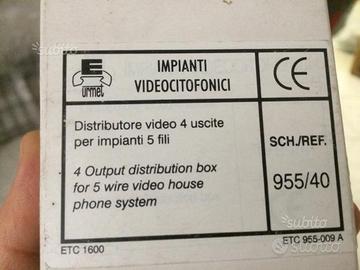 E
urmet
IMPIANTI
VIDEOCITOFONICI
CE
Distributore video 4 uscite
per impianti 5 fili
4 Output distribution box
for 5 wire video house
phone system
SCH./REF.
955/40
ETC 1600
ETC 955-009 A
subito
subito